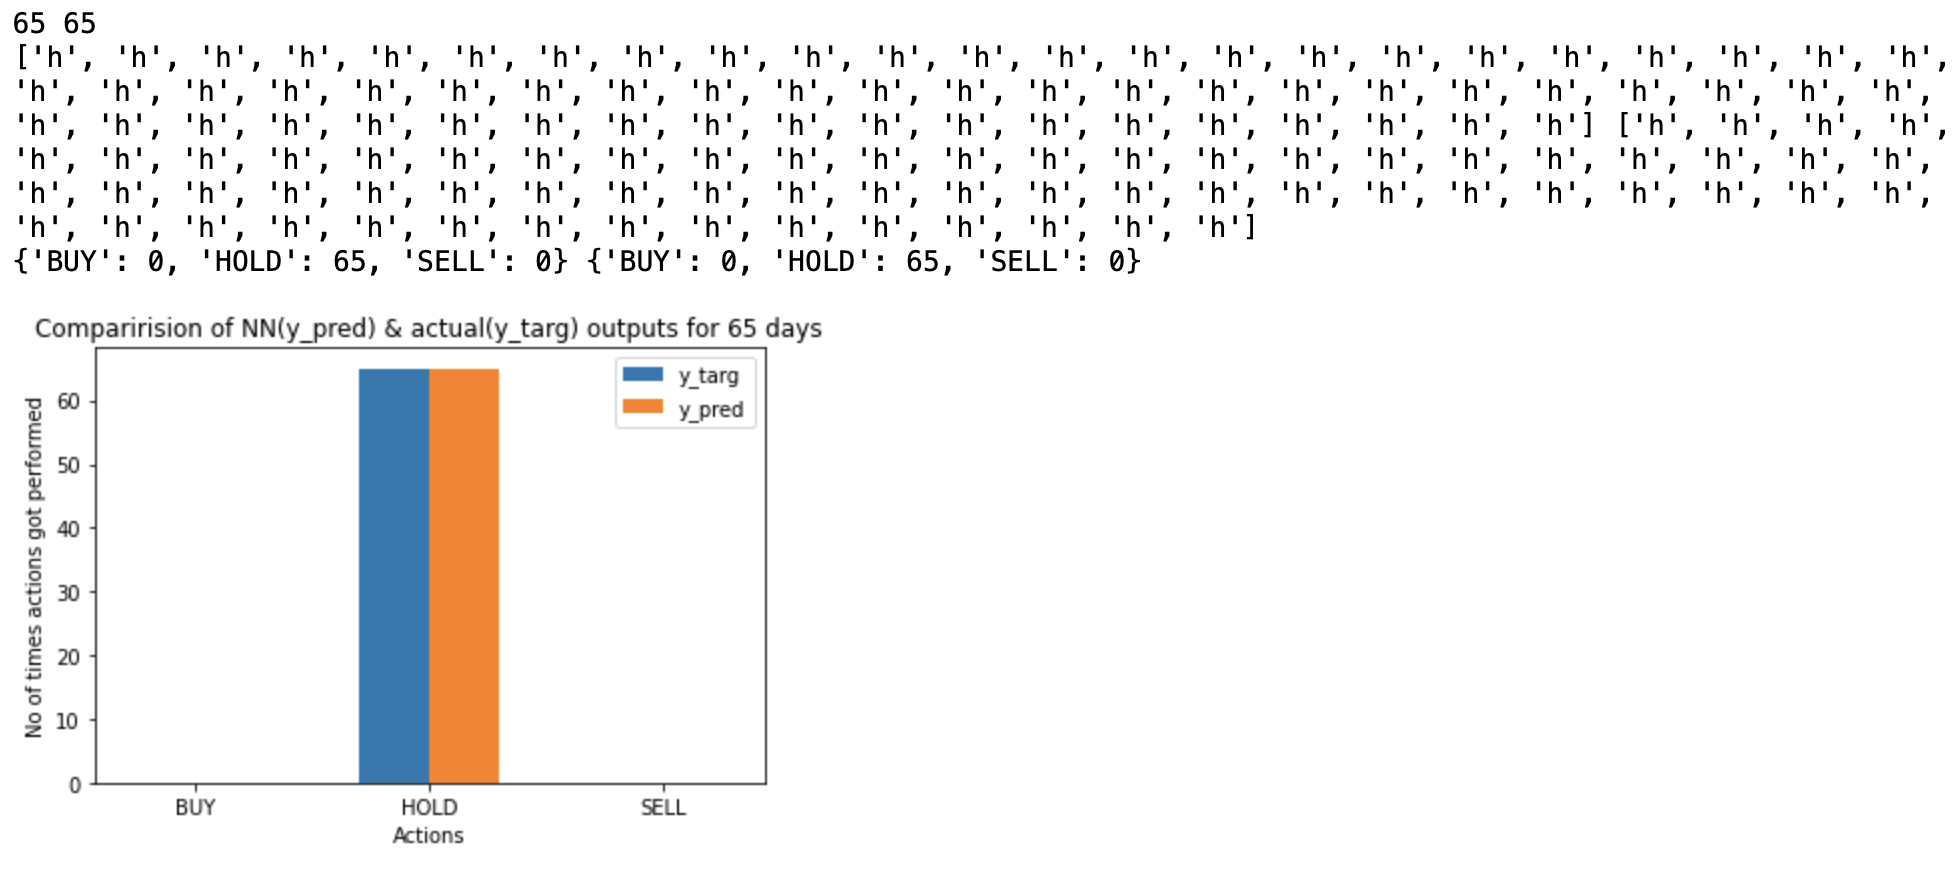 65 65
['h', 'h', 'h', 'h', 'h', 'h', 'h', 'h', 'h', 'h', 'h', 'h', 'h', 'h', 'h', 'h', 'h', 'h', 'h', 'h', 'h', 'h', 'h',
'h', 'h', 'h', 'h', 'h', 'h', 'h', 'h', 'h', 'h', 'h', 'h', 'h', 'h', 'h', 'h', 'h', 'h', 'h', 'h', 'h', 'h', 'h',
'h', 'h', 'h', 'h', 'h', 'h', 'h', 'h', 'h', 'h', 'h', 'h', 'h', 'h', 'h', 'h', 'h', 'h', 'h'] ['h', 'h', 'h', 'h',
'h', 'h', 'h', 'h', 'h', 'h', 'h', 'h', 'h', 'h', 'h', 'h', 'h', 'h', 'h', 'h', 'h', 'h', 'h', 'h', 'h', 'h', 'h',
'h', 'h', 'h', 'h', 'h', 'h', 'h', 'h', 'h', 'h', 'h', 'h', 'h', 'h', 'h', 'h', 'h', 'h', 'h', 'h', 'h', 'h', 'h',
'h', 'h', 'h', 'h', 'h', 'h', 'h', 'h', 'h', 'h', 'h', 'h', 'h', 'h', 'h']
{'BUY': 0, 'HOLD': 65, 'SELL': 0} {'BUY': 0, 'HOLD': 65, 'SELL': 0}
Comparirision of NN(y_pred) & actual(y_targ) outputs for 65 days
y_targ
y_pred
No of times actions got performed
60
50
40
30
20
10
0
BUY
HOLD
SELL
Actions